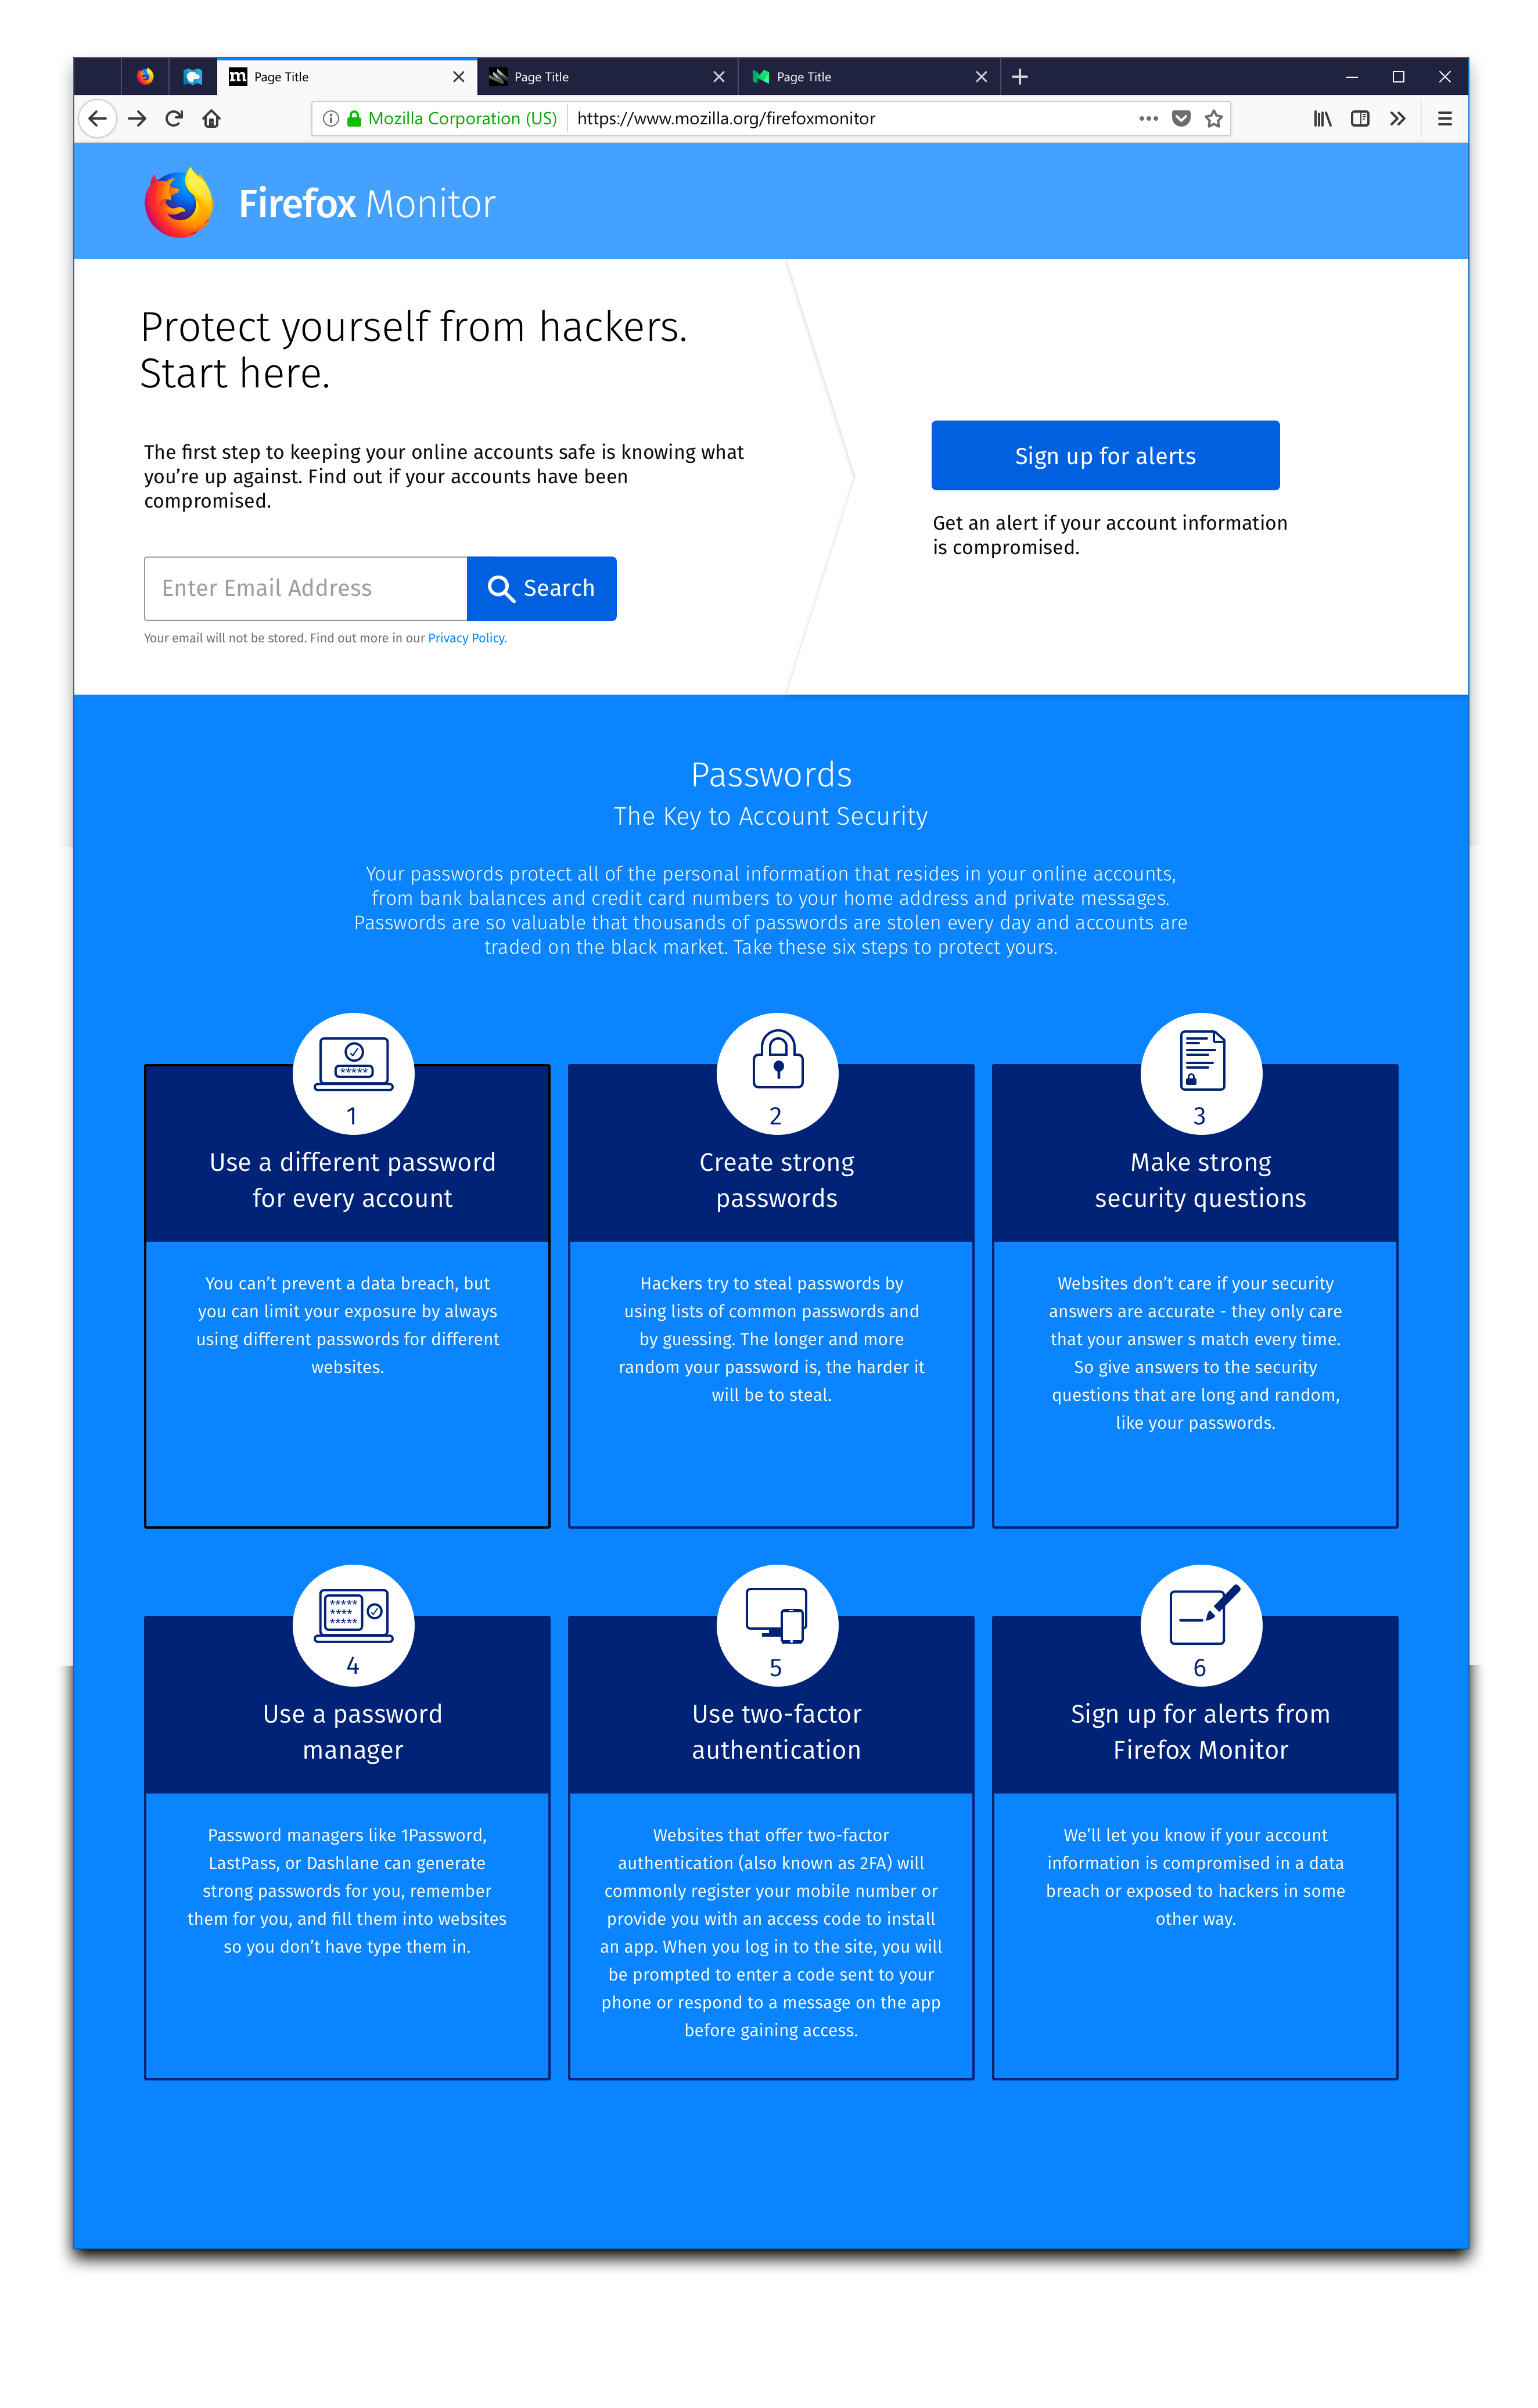 Page Title
Page Title
Page Title
Mozilla Corporation (US)
https://www.mozilla.org/firefoxmonitor
Firefox Monitor
Protect yourself from hackers.
Start here.
The first step to keeping your online accounts safe is knowing what
you’re up against. Find out if your accounts have been
compromised.
Enter Email Address
Search
Your email will not be stored. Find out more in our Privacy Policy.
Sign up for alerts
Get an alert if your account information
is compromised.
Passwords
The Key to Account Security
Your passwords protect all of the personal information that resides in your online accounts,
from bank balances and credit card numbers to your home address and private messages.
Passwords are so valuable that thousands of passwords are stolen every day and accounts are
traded on the black market. Take these six steps to protect yours.
*****
1
Use a different password
for every account
You can’t prevent a data breach, but
you can limit your exposure by always
using different passwords for different
websites.
2
Create strong
passwords
Hackers try to steal passwords by
using lists of common passwords and
by guessing. The longer and more
random your password is, the harder it
will be to steal.
3
Make strong
security questions
Websites don’t care if your security
answers are accurate - they only care
that your answer s match every time.
So give answers to the security
questions that are long and random,
like your passwords.
*****
****
*****
4
Use a password
manager
Password managers like 1Password,
LastPass, or Dashlane can generate
strong passwords for you, remember
them for you, and fill them into websites
so you don’t have type them in.
5
Use two-factor
authentication
Websites that offer two-factor
authentication (also known as 2FA) will
commonly register your mobile number or
provide you with an access code to install
an app. When you log in to the site, you will
be prompted to enter a code sent to your
phone or respond to a message on the app
before gaining access.
6
Sign up for alerts from
Firefox Monitor
We’ll let you know if your account
information is compromised in a data
breach or exposed to hackers in some
other way.